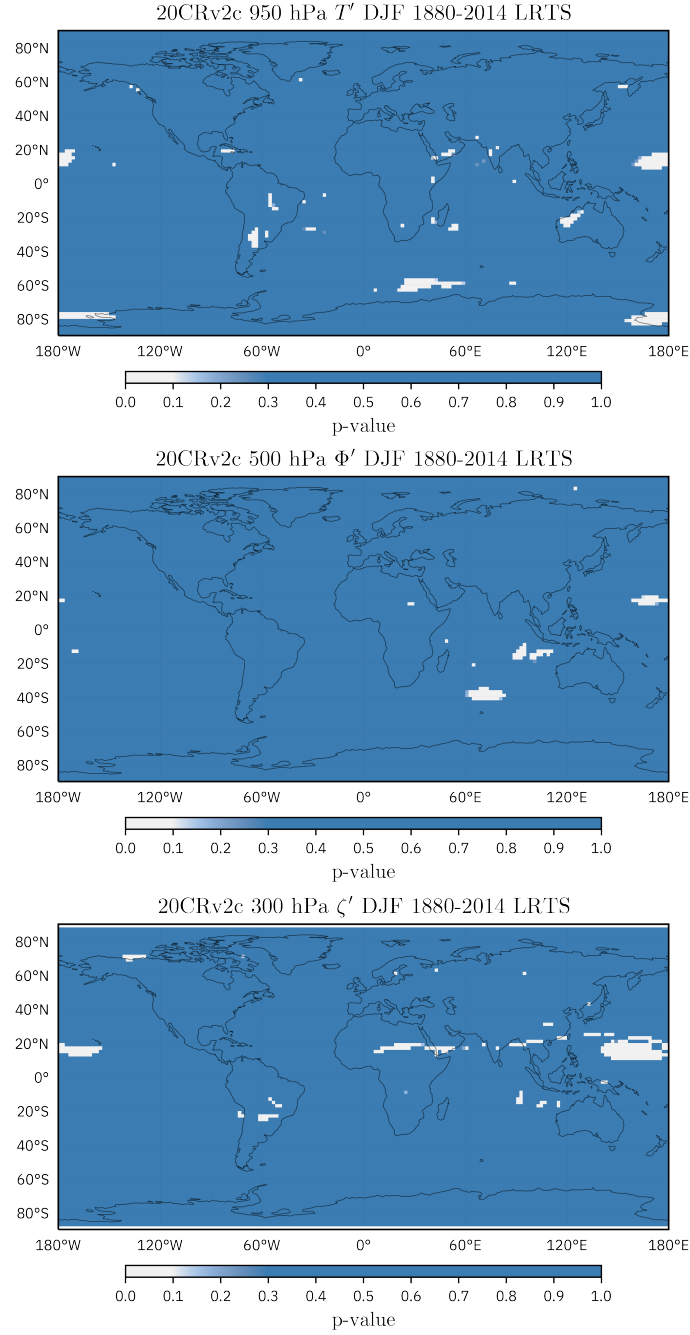 20CRv2c 950 hPa T′ DJF 1880-2014 LRTS
80°N
60°N
40°N
20°N
0°
20°S
40°S
60°S
80°S
180°W 120°W 60°W 0° 60°E 120°E 180°E
0.0 0.1 0.2 0.3 0.4 0.5 0.6 0.7 0.8 0.9 1.0
p-value
20CRv2c 500 hPa Φ′ DJF 1880-2014 LRTS
80°N
60°N
40°N
20°N
0°
20°S
40°S
60°S
80°S
180°W 120°W 60°W 0° 60°E 120°E 180°E
0.0 0.1 0.2 0.3 0.4 0.5 0.6 0.7 0.8 0.9 1.0
p-value
20CRv2c 300 hPa ζ′ DJF 1880-2014 LRTS
80°N
60°N
40°N
20°N
0°
20°S
40°S
60°S
80°S
180°W 120°W 60°W 0° 60°E 120°E 180°E
0.0 0.1 0.2 0.3 0.4 0.5 0.6 0.7 0.8 0.9 1.0
p-value